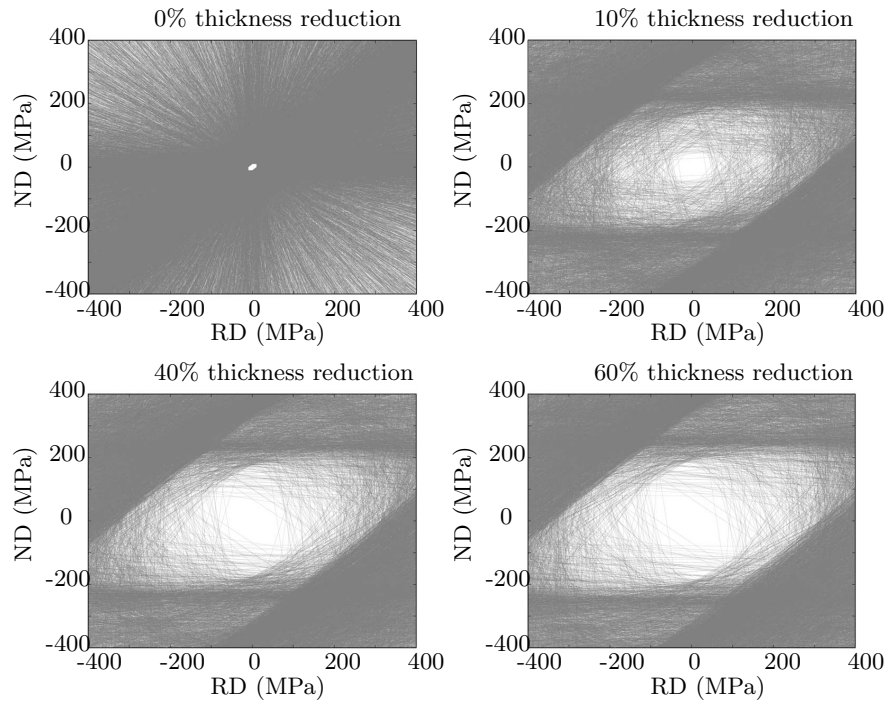 0% thickness reduction
400
200
0
-200
-400
ND (MPa)
-400 -200 0 200 400
RD (MPa)
10% thickness reduction
400
200
0
-200
-400
ND (MPa)
-400 -200 0 200 400
RD (MPa)
40% thickness reduction
400
200
0
-200
-400
ND (MPa)
-400 -200 0 200 400
RD (MPa)
60% thickness reduction
400
200
0
-200
-400
ND (MPa)
-400 -200 0 200 400
RD (MPa)